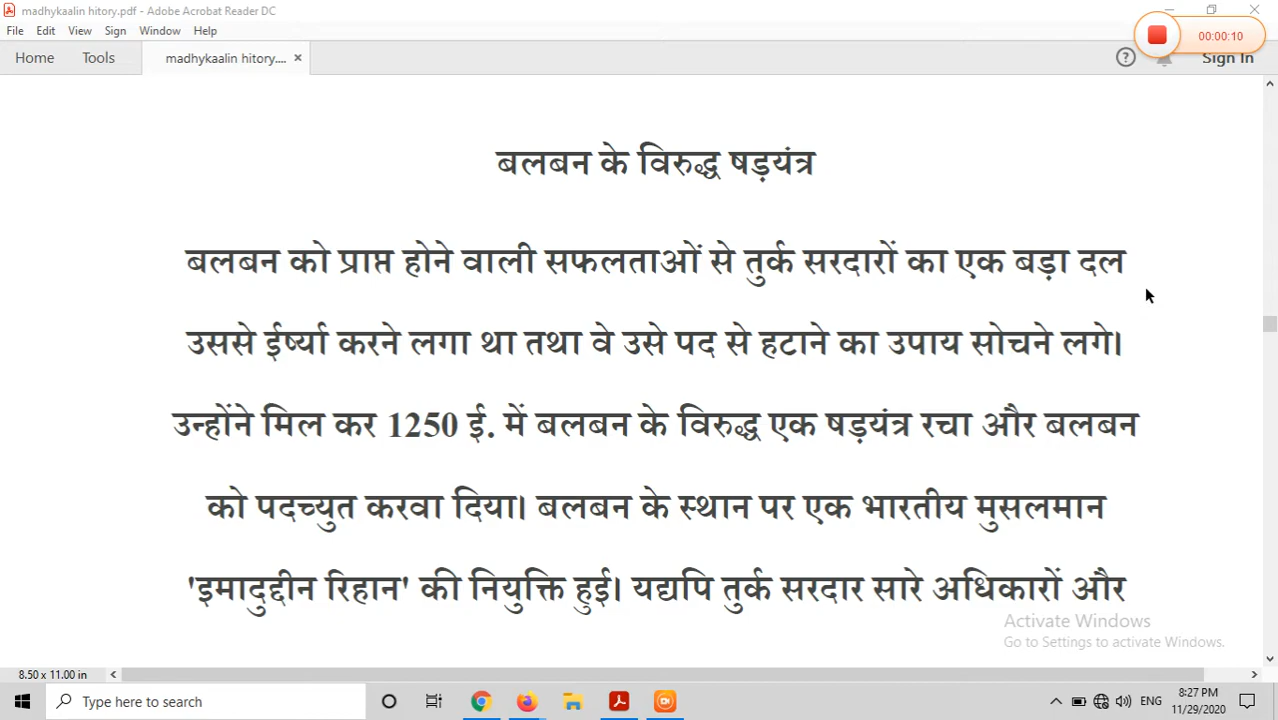 madhykaalin hitory.pdf - Adobe Acrobat Reader DC
File Edit View Sign Window Help
00:00:10
Home Tools madhykaalin hitory.... × ? Sign In
बलबन के विरुद्ध षड़यंत्र
बलबन को प्राप्त होने वाली सफलताओं से तुर्क सरदारों का एक बड़ा दल
उससे ईर्ष्या करने लगा था तथा वे उसे पद से हटाने का उपाय सोचने लगे।
उन्होंने मिल कर 1250 ई. में बलबन के विरुद्ध एक षड़यंत्र रचा और बलबन
को पदच्युत करवा दिया। बलबन के स्थान पर एक भारतीय मुसलमान
'इमादुद्दीन रिहान' की नियुक्ति हुई। यद्यपि तुर्क सरदार सारे अधिकारों और
Activate Windows
Go to Settings to activate Windows.
8.50 x 11.00 in
Type here to search
ENG
8:27 PM
11/29/2020